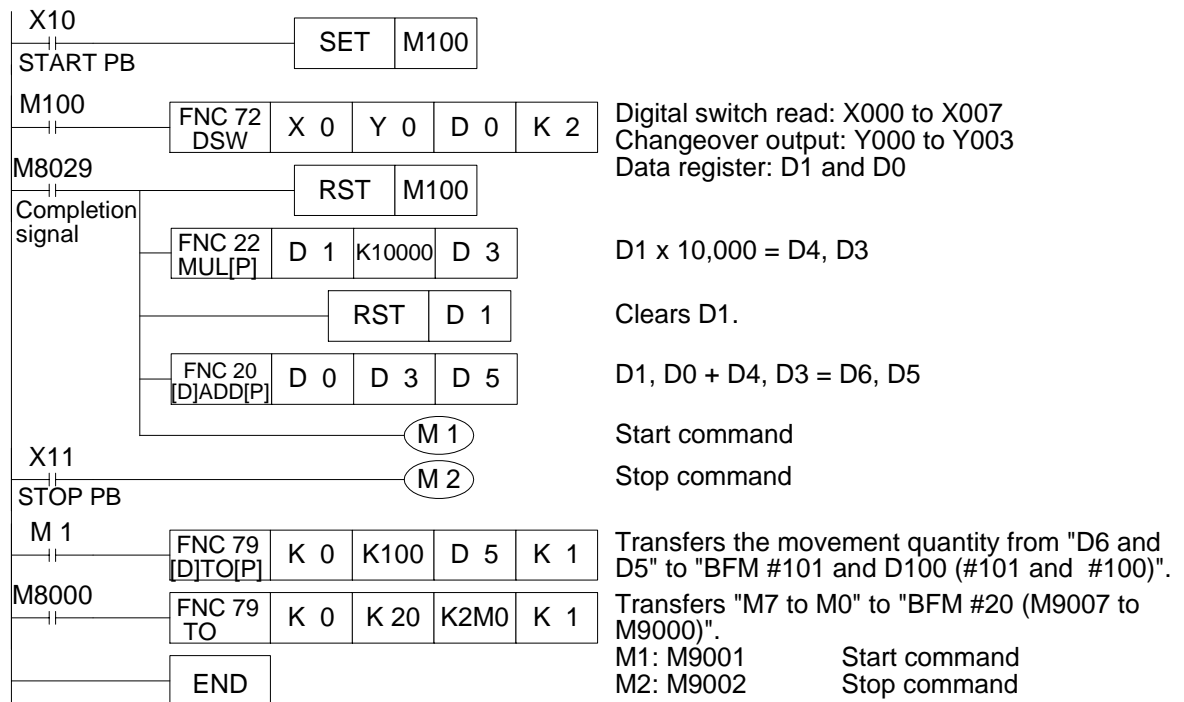 X10
START PB
SET M100
M100
FNC 72 DSW X 0 Y 0 D 0 K 2
Digital switch read: X000 to X007
Changeover output: Y000 to Y003
Data register: D1 and D0
M8029
Completion
signal
RST M100
FNC 22 MUL[P] D 1 K10000 D 3
D1 x 10,000 = D4, D3
RST D 1
Clears D1.
FNC 20 [D]ADD[P] D 0 D 3 D 5
D1, D0 + D4, D3 = D6, D5
M 1
Start command
X11
STOP PB
M 2
Stop command
M 1
FNC 79 [D]TO[P] K 0 K100 D 5 K 1
Transfers the movement quantity from "D6 and
D5" to "BFM #101 and D100 (#101 and #100)".
M8000
FNC 79 TO K 0 K 20 K2M0 K 1
Transfers "M7 to M0" to "BFM #20 (M9007 to
M9000)".
M1: M9001 Start command
M2: M9002 Stop command
END